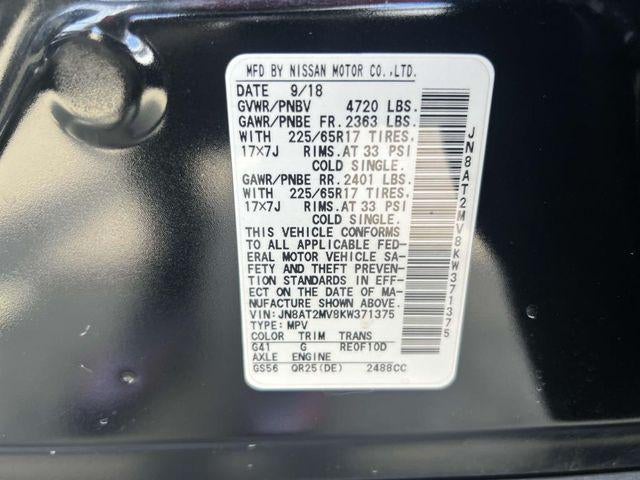 MFD BY NISSAN MOTOR CO.,LTD.
DATE 9/18
GVWR/PNBV 4720 LBS.
GAWR/PNBE FR. 2363 LBS.
WITH 225/65R17 TIRES.
17×7J RIMS. AT 33 PSI
COLD SINGLE.
GAWR/PNBE RR. 2401 LBS.
WITH 225/65R17 TIRES.
17×7J RIMS. AT 33 PSI
COLD SINGLE.
THIS VEHICLE CONFORMS
TO ALL APPLICABLE FED-
ERAL MOTOR VEHICLE SA-
FETY AND THEFT PREVEN-
TION STANDARDS IN EFF-
ECT ON THE DATE OF MA-
NUFACTURE SHOWN ABOVE.
VIN: JN8AT2MV8KW371375
TYPE: MPV
COLOR TRIM TRANS
G41 G RE0F10D
AXLE ENGINE
GS56 QR25(DE) 2488CC
JN8AT2MV8KW371375